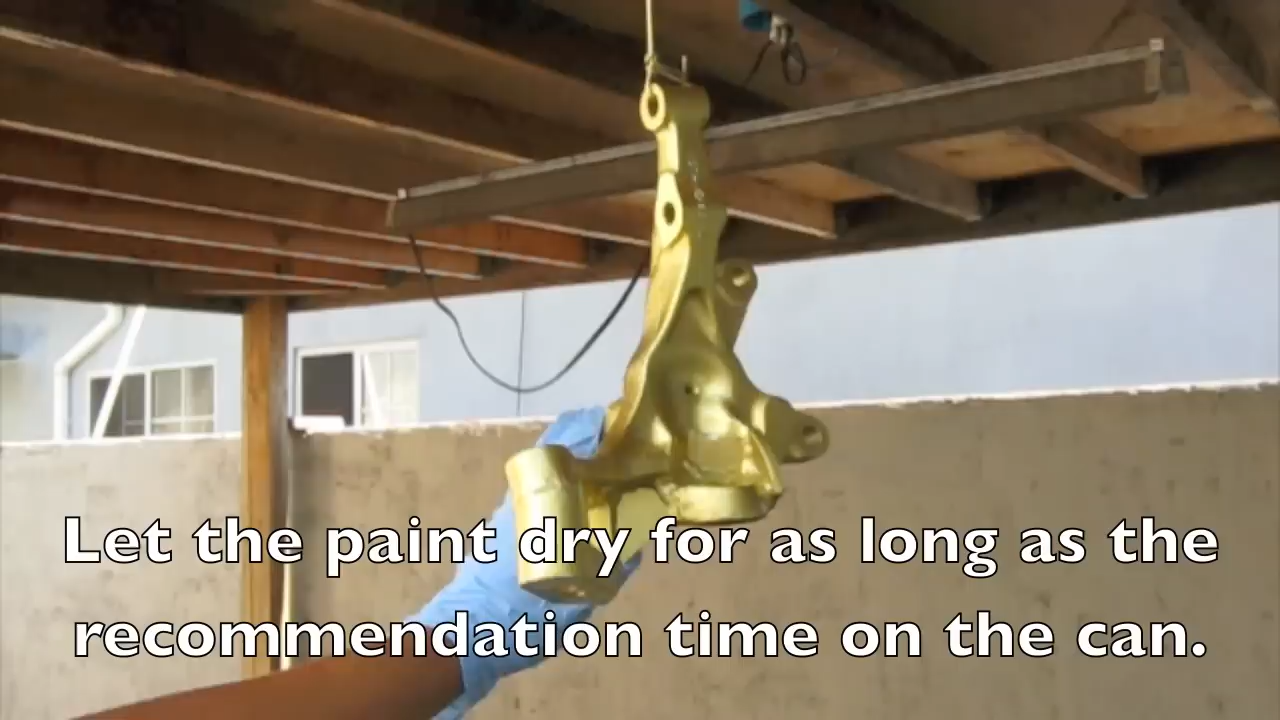 Let the paint dry for as long as the
recommendation time on the can.